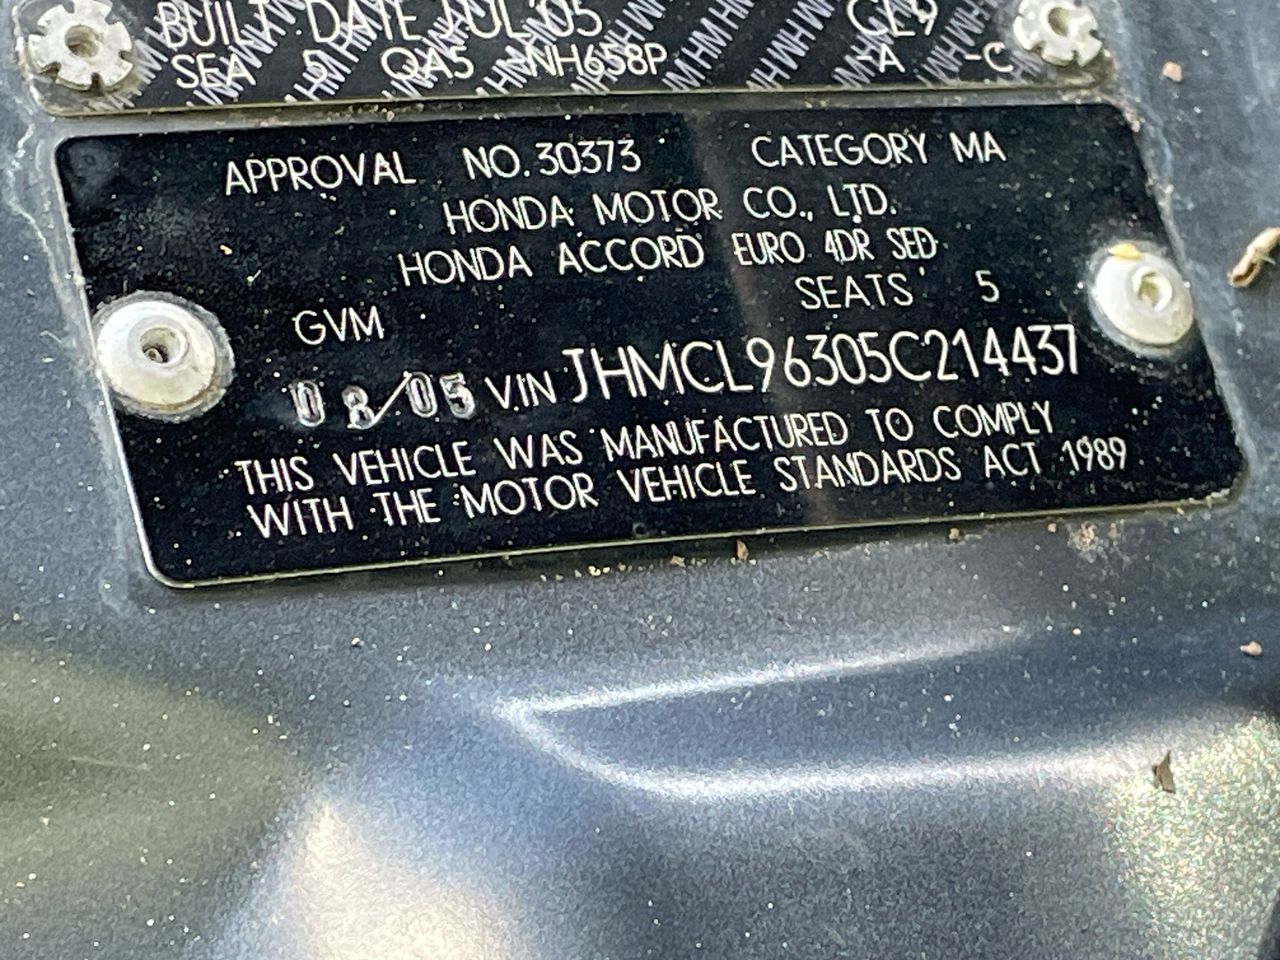 BUILT DATE JUL '05 CL9
SEA 5 QA5 -NH658P -A -C
APPROVAL NO. 30373 CATEGORY MA
HONDA MOTOR CO., LTD.
HONDA ACCORD EURO 4DR SED
SEATS 5
GVM
08/05 VIN JHMCL96305C214437
THIS VEHICLE WAS MANUFACTURED TO COMPLY
WITH THE MOTOR VEHICLE STANDARDS ACT 1989